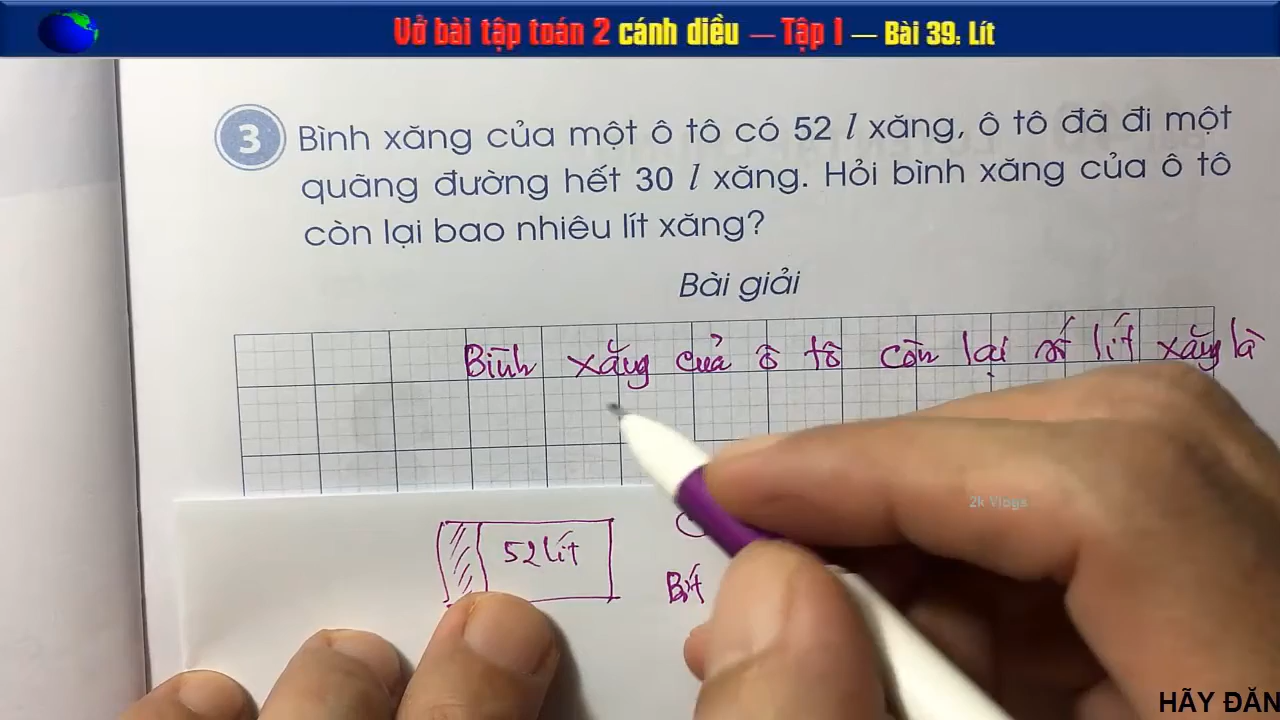 Vở bài tập toán 2 cánh diều — Tập 1 — Bài 39: Lít
3 Bình xăng của một ô tô có 52 l xăng, ô tô đã đi một
quãng đường hết 30 l xăng. Hỏi bình xăng của ô tô
còn lại bao nhiêu lít xăng?
Bài giải
Bình xăng của ô tô còn lại số lít xăng là
2k Vlogs
52 lít
Bớt
HÃY ĐĂN